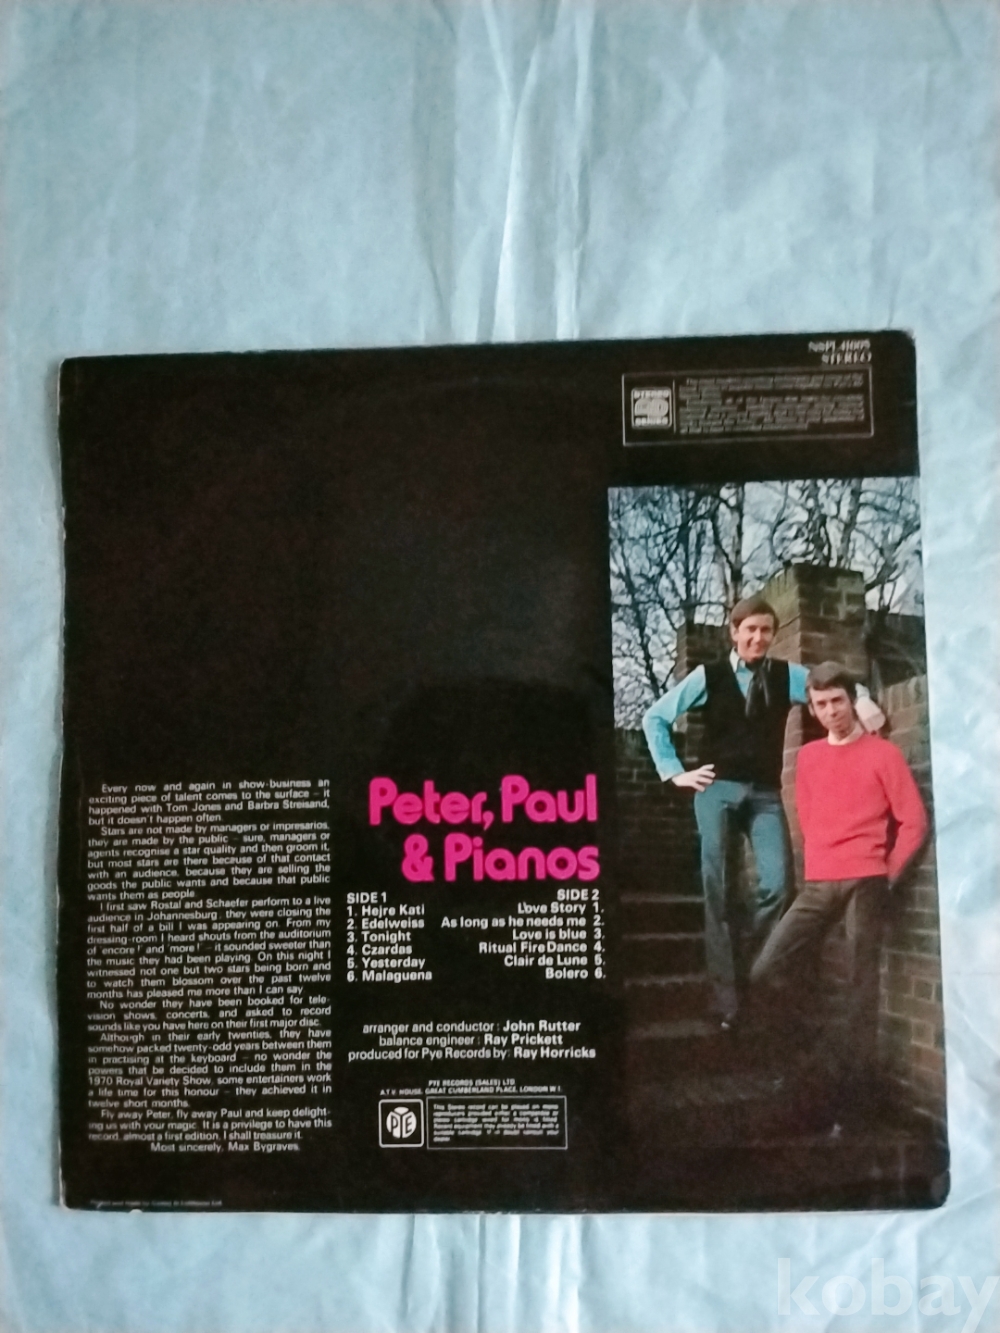 STEREO
STEREO
Peter, Paul
& Pianos
SIDE 1
1. Hejre Kati
2. Edelweiss
3. Tonight
4. Czardas
5. Yesterday
6. Malaguena
SIDE 2
Love Story 1.
As long as he needs me 2.
Love is blue 3.
Ritual Fire Dance 4.
Clair de Lune 5.
Bolero 6.
arranger and conductor: John Rutter
balance engineer: Ray Prickett
produced for Pye Records by: Ray Horricks
PYE RECORDS (SALES) LTD
A.T.V. HOUSE, GREAT CUMBERLAND PLACE, LONDON W.1.
PYE
Every now and again in show-business an
exciting piece of talent comes to the surface – it
happened with Tom Jones and Barbra Streisand,
but it doesn't happen often.
Stars are not made by managers or impresarios,
they are made by the public – sure, managers or
agents recognise a star quality and then groom it,
but most stars are there because of that contact
with an audience, because they are selling the
goods the public wants and because that public
wants them as people.
I first saw Rostal and Schaefer perform to a live
audience in Johannesburg, they were closing the
first half of a bill I was appearing on. From my
dressing-room I heard shouts from the auditorium
of 'encore!' and 'more!' – it sounded sweeter than
the music they had been playing. On this night I
witnessed not one but two stars being born and
to watch them blossom over the past twelve
months has pleased me more than I can say.
No wonder they have been booked for tele-
vision shows, concerts, and asked to record
sounds like you have here on their first major disc.
Although in their early twenties, they have
somehow packed twenty-odd years between them
in practising at the keyboard – no wonder the
powers that be decided to include them in the
1970 Royal Variety Show, some entertainers work
a life time for this honour – they achieved it in
twelve short months.
Fly away Peter, fly away Paul and keep delight-
ing us with your magic. It is a privilege to have this
record, almost a first edition, I shall treasure it.
Most sincerely, Max Bygraves.
kobay